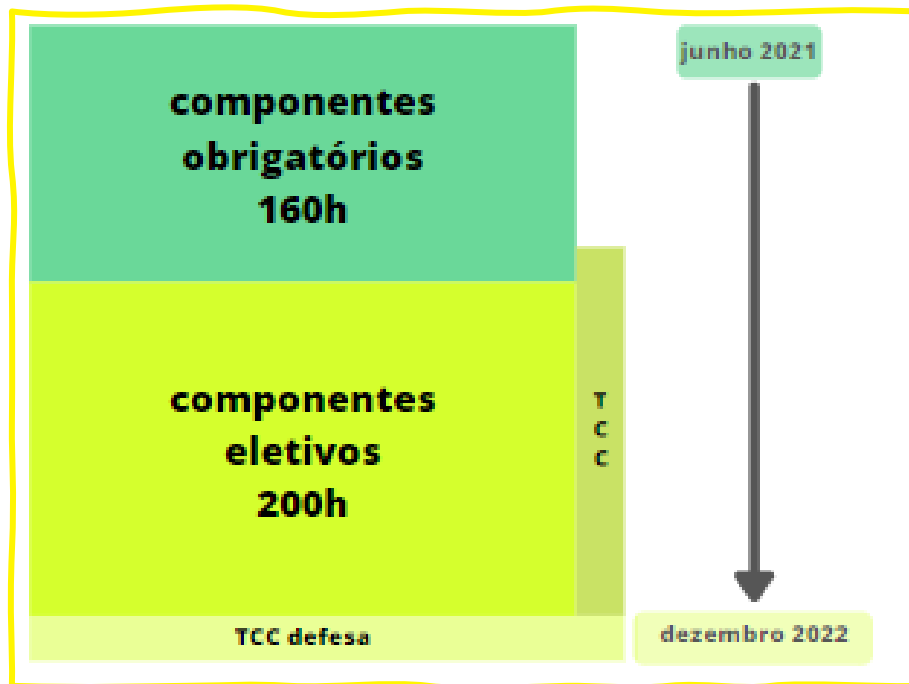 componentes
obrigatórios
160h
junho 2021
componentes
eletivos
200h
T
C
C
TCC defesa
dezembro 2022